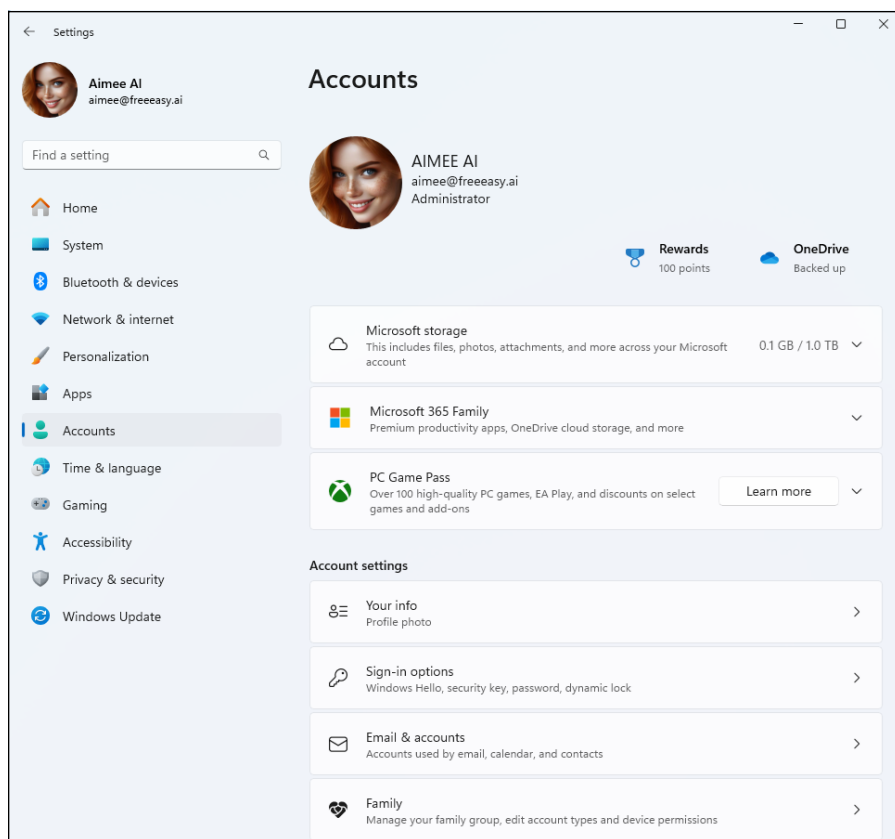 Settings
Aimee AI
aimee@freeeasy.ai
Find a setting
Home
System
Bluetooth & devices
Network & internet
Personalization
Apps
Accounts
Time & language
Gaming
Accessibility
Privacy & security
Windows Update
Accounts
AIMEE AI
aimee@freeeasy.ai
Administrator
Rewards
100 points
OneDrive
Backed up
Microsoft storage
This includes files, photos, attachments, and more across your Microsoft
account
0.1 GB / 1.0 TB
Microsoft 365 Family
Premium productivity apps, OneDrive cloud storage, and more
PC Game Pass
Over 100 high-quality PC games, EA Play, and discounts on select
games and add-ons
Learn more
Account settings
Your info
Profile photo
Sign-in options
Windows Hello, security key, password, dynamic lock
Email & accounts
Accounts used by email, calendar, and contacts
Family
Manage your family group, edit account types and device permissions